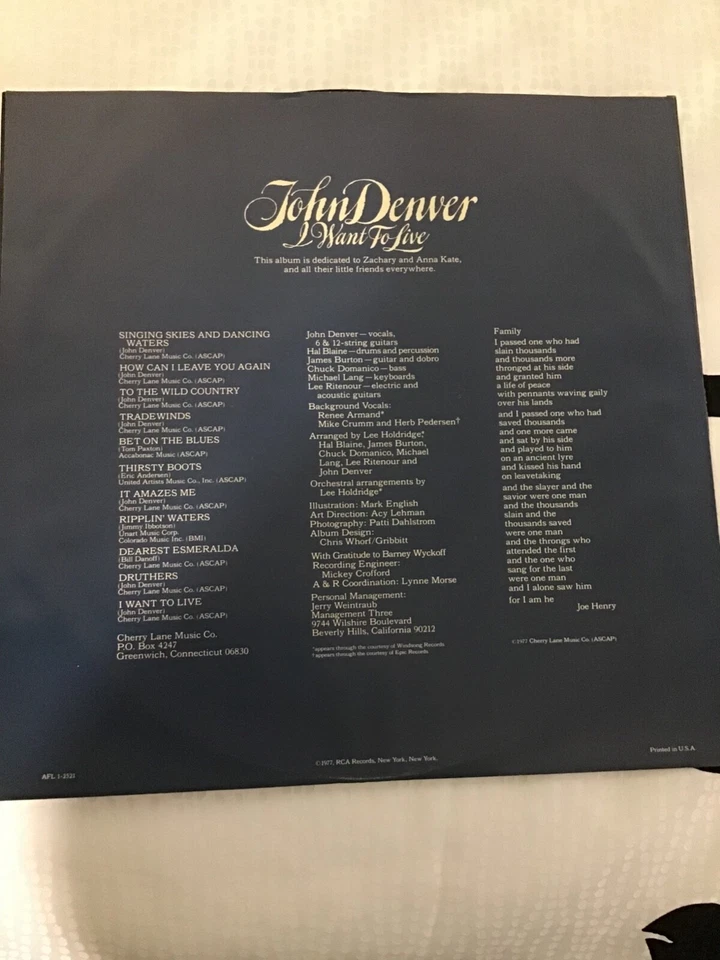 John Denver
I Want To Live
This album is dedicated to Zachary and Anna Kate,
and all their little friends everywhere.
SINGING SKIES AND DANCING
WATERS
(John Denver)
Cherry Lane Music Co. (ASCAP)
HOW CAN I LEAVE YOU AGAIN
(John Denver)
Cherry Lane Music Co. (ASCAP)
TO THE WILD COUNTRY
(John Denver)
Cherry Lane Music Co. (ASCAP)
TRADEWINDS
(John Denver)
Cherry Lane Music Co. (ASCAP)
BET ON THE BLUES
(Tom Paxton)
Accabonac Music (ASCAP)
THIRSTY BOOTS
(Eric Andersen)
United Artists Music Co., Inc. (ASCAP)
IT AMAZES ME
(John Denver)
Cherry Lane Music Co. (ASCAP)
RIPPLIN' WATERS
(Jimmy Ibbotson)
Unart Music Corp.
Colorado Music Inc. (BMI)
DEAREST ESMERALDA
(Bill Danoff)
Cherry Lane Music Co. (ASCAP)
DRUTHERS
(John Denver)
Cherry Lane Music Co. (ASCAP)
I WANT TO LIVE
(John Denver)
Cherry Lane Music Co. (ASCAP)
Cherry Lane Music Co.
P.O. Box 4247
Greenwich, Connecticut 06830
John Denver—vocals,
6 & 12-string guitars
Hal Blaine—drums and percussion
James Burton—guitar and dobro
Chuck Domanico—bass
Michael Lang—keyboards
Lee Ritenour—electric and
acoustic guitars
Background Vocals:
Renee Armand*
Mike Crumm and Herb Pedersen†
Arranged by Lee Holdridge,*
Hal Blaine, James Burton,
Chuck Domanico, Michael
Lang, Lee Ritenour and
John Denver
Orchestral arrangements by
Lee Holdridge*
Illustration: Mark English
Art Direction: Acy Lehman
Photography: Patti Dahlstrom
Album Design:
Chris Whorf/Gribbitt
With Gratitude to Barney Wyckoff
Recording Engineer:
Mickey Crofford
A & R Coordination: Lynne Morse
Personal Management:
Jerry Weintraub
Management Three
9744 Wilshire Boulevard
Beverly Hills, California 90212
*appears through the courtesy of Windsong Records
†appears through the courtesy of Epic Records
Family
I passed one who had
slain thousands
and thousands more
thronged at his side
and granted him
a life of peace
with pennants waving gaily
over his lands
and I passed one who had
saved thousands
and one more came
and sat by his side
and played to him
on an ancient lyre
and kissed his hand
on leavetaking
and the slayer and the
savior were one man
and the thousands
slain and the
thousands saved
were one man
and the throngs who
attended the first
and the one who
sang for the last
were one man
and I alone saw him
for I am he
Joe Henry
©1977 Cherry Lane Music Co. (ASCAP)
AFL 1-2521
©1977, RCA Records, New York, New York.
Printed in U.S.A.